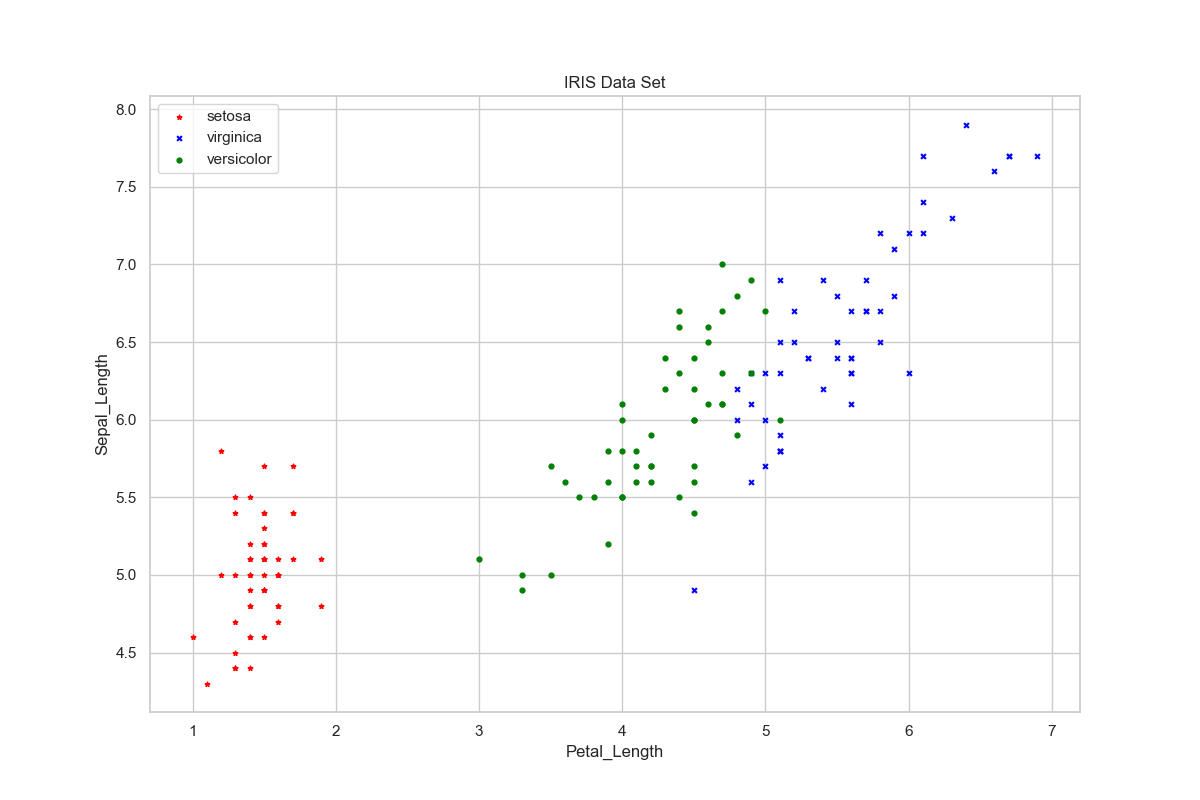 IRIS Data Set
setosa
virginica
versicolor
Sepal_Length
8.0
7.5
7.0
6.5
6.0
5.5
5.0
4.5
1 2 3 4 5 6 7
Petal_Length